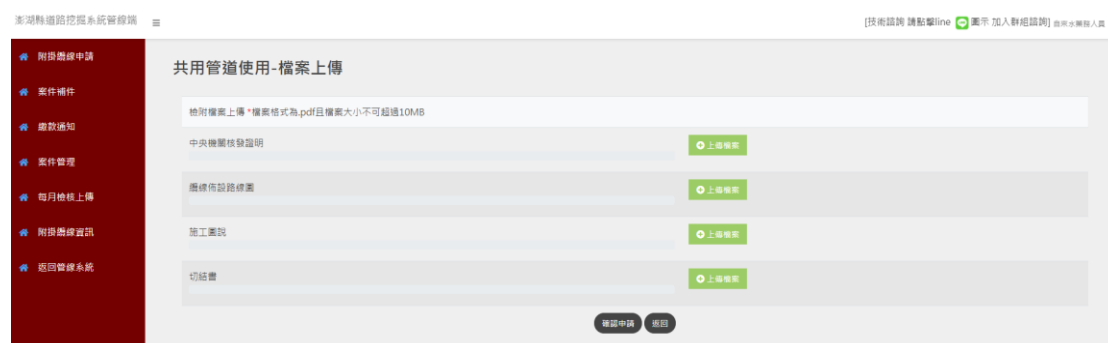 澎湖縣道路挖掘系統管線端
[技術諮詢 請點擊line 圖示 加入群組諮詢] 自來水業務人員
附掛纜線申請
案件補件
繳款通知
案件管理
每月檢核上傳
附掛纜線資訊
返回管線系統
共用管道使用-檔案上傳
檢附檔案上傳 *檔案格式為.pdf且檔案大小不可超過10MB
中央機關核發證明
上傳檔案
纜線佈設路線圖
上傳檔案
施工圖說
上傳檔案
切結書
上傳檔案
確認申請
返回